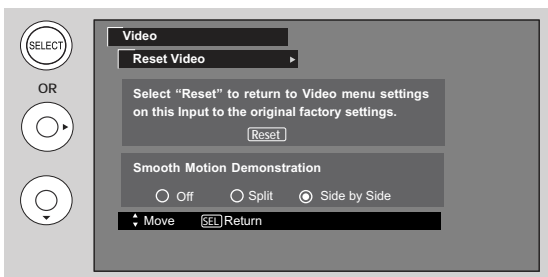 SELECT
OR
Video
Reset Video
Select “Reset” to return to Video menu settings
on this Input to the original factory settings.
Reset
Smooth Motion Demonstration
Off Split Side by Side
Move SEL Return